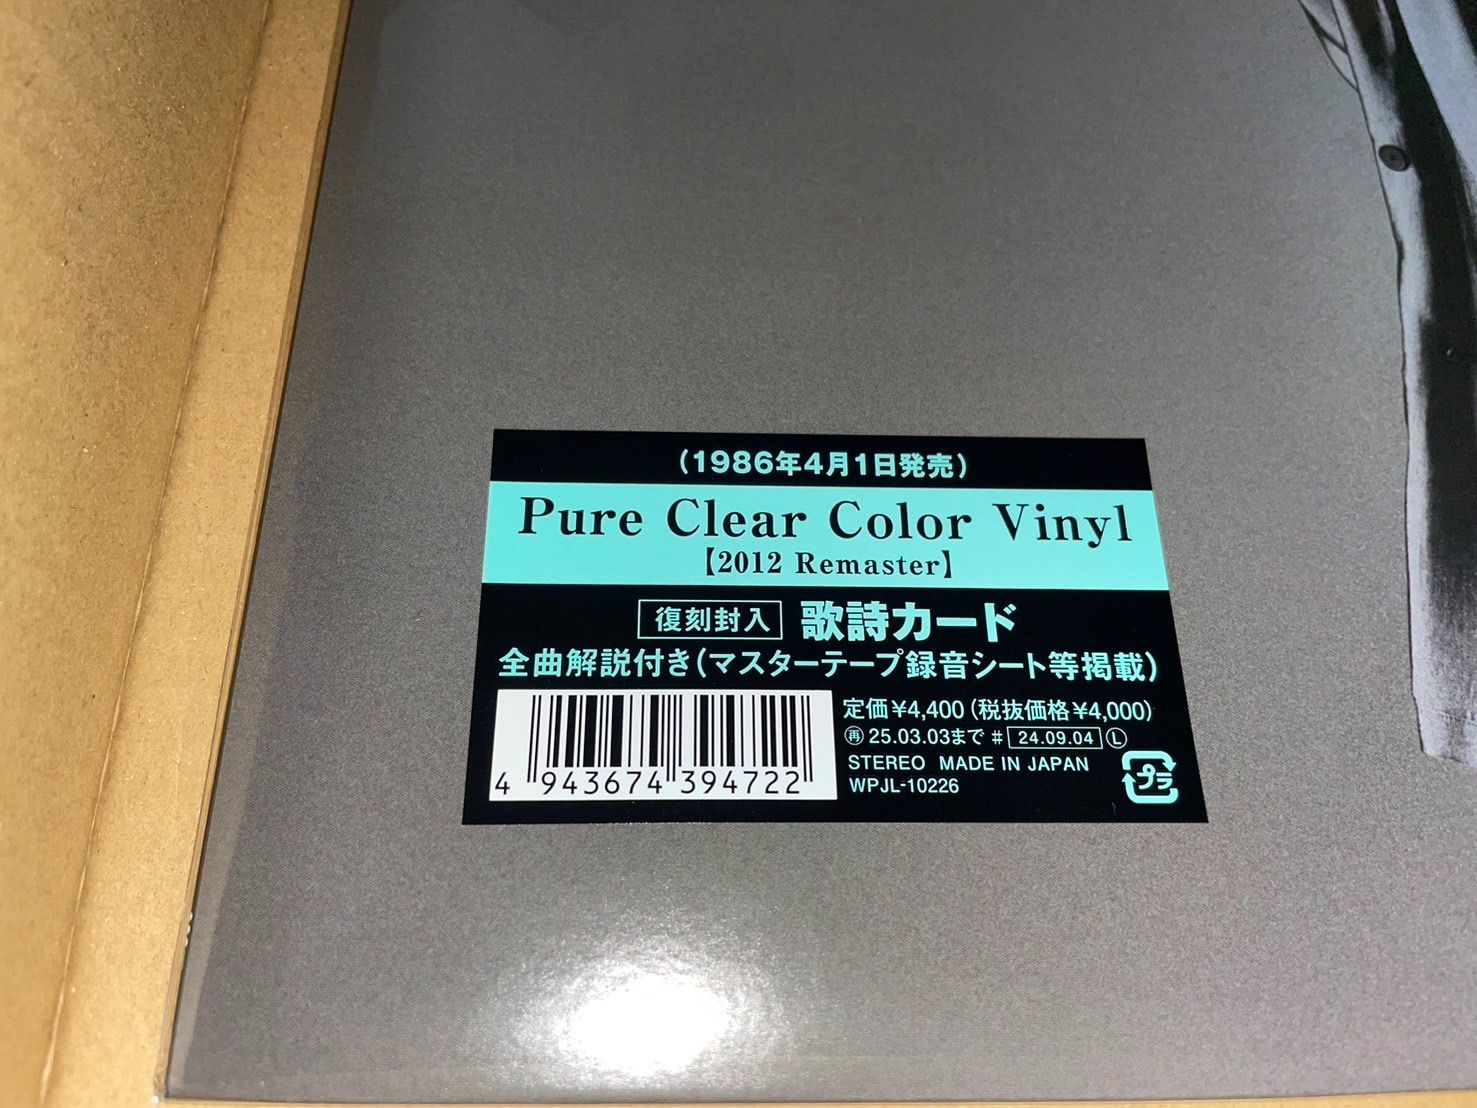 (1986年4月1日発売)
Pure Clear Color Vinyl
【2012 Remaster】
復刻封入 歌詩カード
全曲解説付き(マスターテープ録音シート等掲載)
定価¥4,400(税抜価格¥4,000)
再 25.03.03まで # 24.09.04 Ⓛ
STEREO MADE IN JAPAN
WPJL-10226
プラ
4 943674 394722